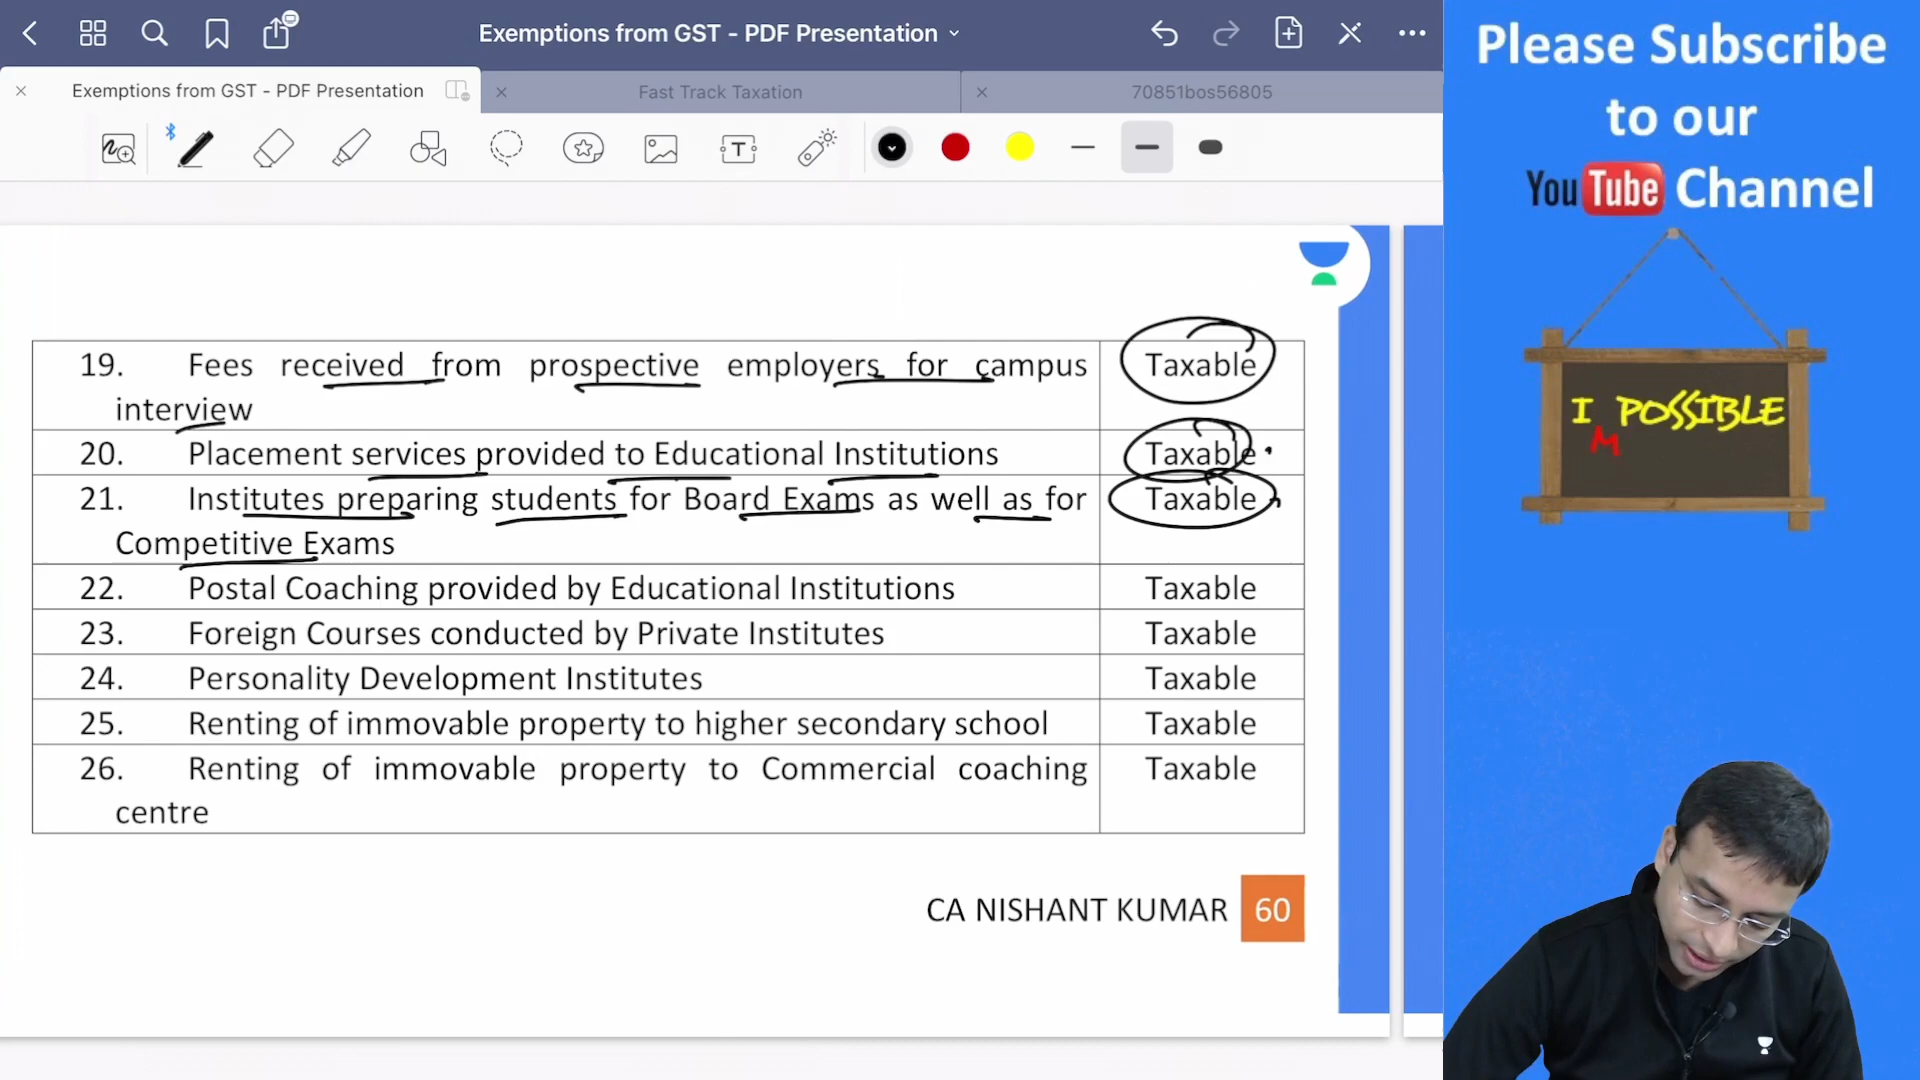 Exemptions from GST - PDF Presentation
Please Subscribe
to our
YouTube Channel
Exemptions from GST - PDF Presentation
Fast Track Taxation
70851bos56805
T
19. Fees received from prospective employers for campus
interview
Taxable
20. Placement services provided to Educational Institutions
Taxable
21. Institutes preparing students for Board Exams as well as for
Competitive Exams
Taxable
22. Postal Coaching provided by Educational Institutions
Taxable
23. Foreign Courses conducted by Private Institutes
Taxable
24. Personality Development Institutes
Taxable
25. Renting of immovable property to higher secondary school
Taxable
26. Renting of immovable property to Commercial coaching
centre
Taxable
CA NISHANT KUMAR 60
I POSSIBLE
M